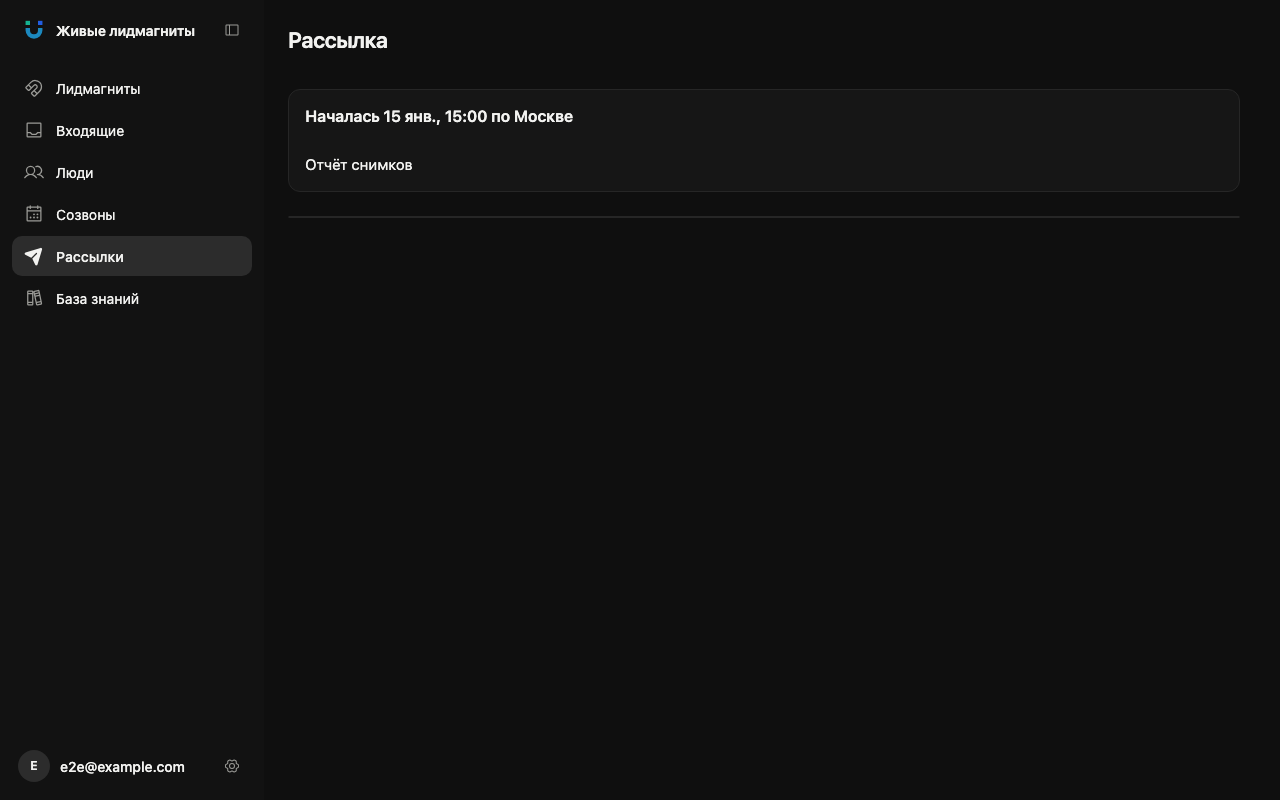 Живые лидмагниты
Лидмагниты
Входящие
Люди
Созвоны
Рассылки
База знаний
E
e2e@example.com
Рассылка
Началась 15 янв., 15:00 по Москве
Отчёт снимков